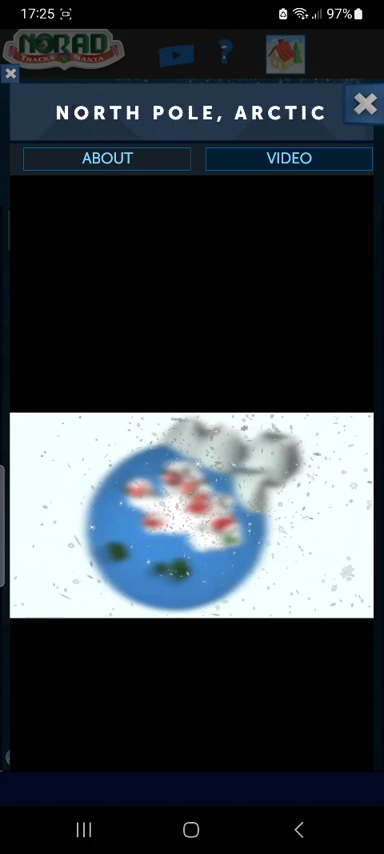 17:25
97%
NORAD
TRACKS SANTA
?
NORTH POLE, ARCTIC
ABOUT
VIDEO